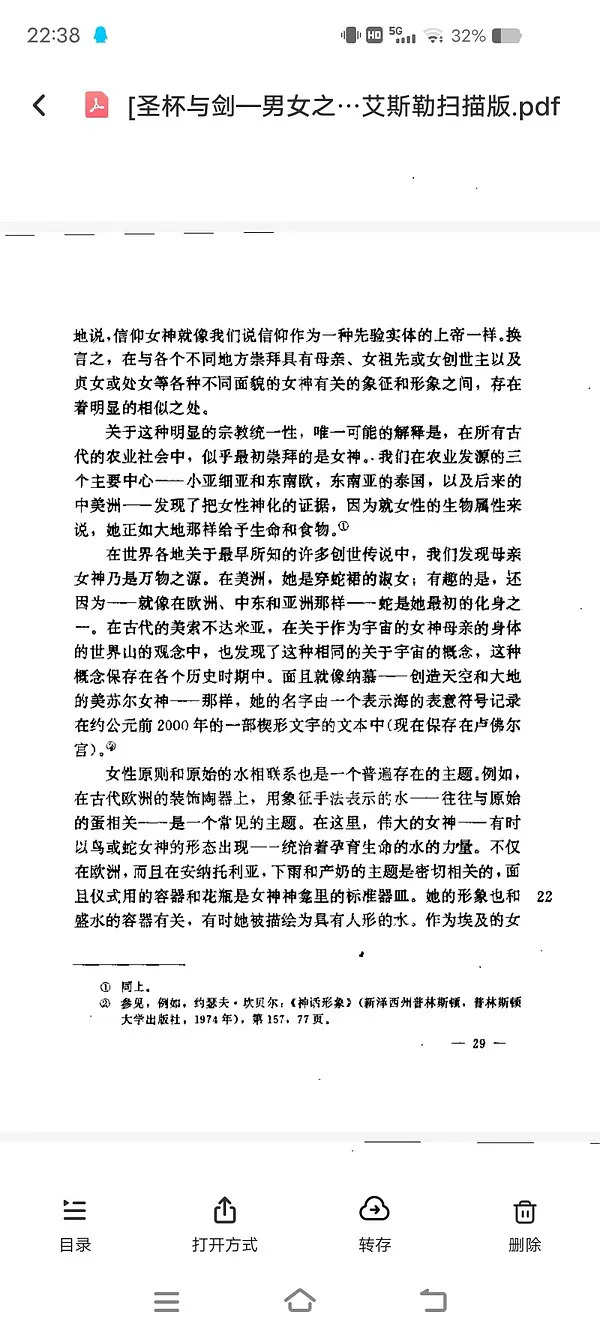 22:38
HD 5G 32%
[圣杯与剑—男女之…艾斯勒扫描版.pdf
地说,信仰女神就像我们说信仰作为一种先验实体的上帝一样。换
言之，在与各个不同地方崇拜具有母亲、女祖先或女创世主以及
贞女或处女等各种不同面貌的女神有关的象征和形象之间，存在
着明显的相似之处。
关于这种明显的宗教统一性，唯一可能的解释是，在所有古
代的农业社会中，似乎最初崇拜的是女神。我们在农业发源的三
个主要中心——小亚细亚和东南欧，东南亚的泰国，以及后来的
中美洲——发现了把女性神化的证据，因为就女性的生物属性来
说，她正如大地那样给予生命和食物。①
在世界各地关于最早所知的许多创世传说中，我们发现母亲
女神乃是万物之源。在美洲，她是穿蛇裙的淑女；有趣的是，还
因为——就像在欧洲、中东和亚洲那样——蛇是她最初的化身之
一。在古代的美索不达米亚，在关于作为宇宙的女神母亲的身体
的世界山的观念中，也发现了这种相同的关于宇宙的概念，这种
概念保存在各个历史时期中。而且就像纳慕——创造天空和大地
的美苏尔女神——那样，她的名字由一个表示海的表意符号记录
在约公元前2000年的一部楔形文字的文本中(现在保存在卢佛尔
宫)。②
女性原则和原始的水相联系也是一个普遍存在的主题。例如，
在古代欧洲的装饰陶器上，用象征手法表示的水——往往与原始
的蛋相关——是一个常见的主题。在这里，伟大的女神——有时
以鸟或蛇女神的形态出现——统治着孕育生命的水的力量。不仅
在欧洲，而且在安纳托利亚，下雨和产奶的主题是密切相关的，而
且仪式用的容器和花瓶是女神神龛里的标准器皿。她的形象也和 22
盛水的容器有关，有时她被描绘为具有人形的水。作为埃及的女
① 同上。
② 参见，例如，约瑟夫·坎贝尔：《神话形象》(新泽西州普林斯顿，普林斯顿
大学出版社，1974年)，第157，77页。
— 29 —
目录 打开方式 转存 删除